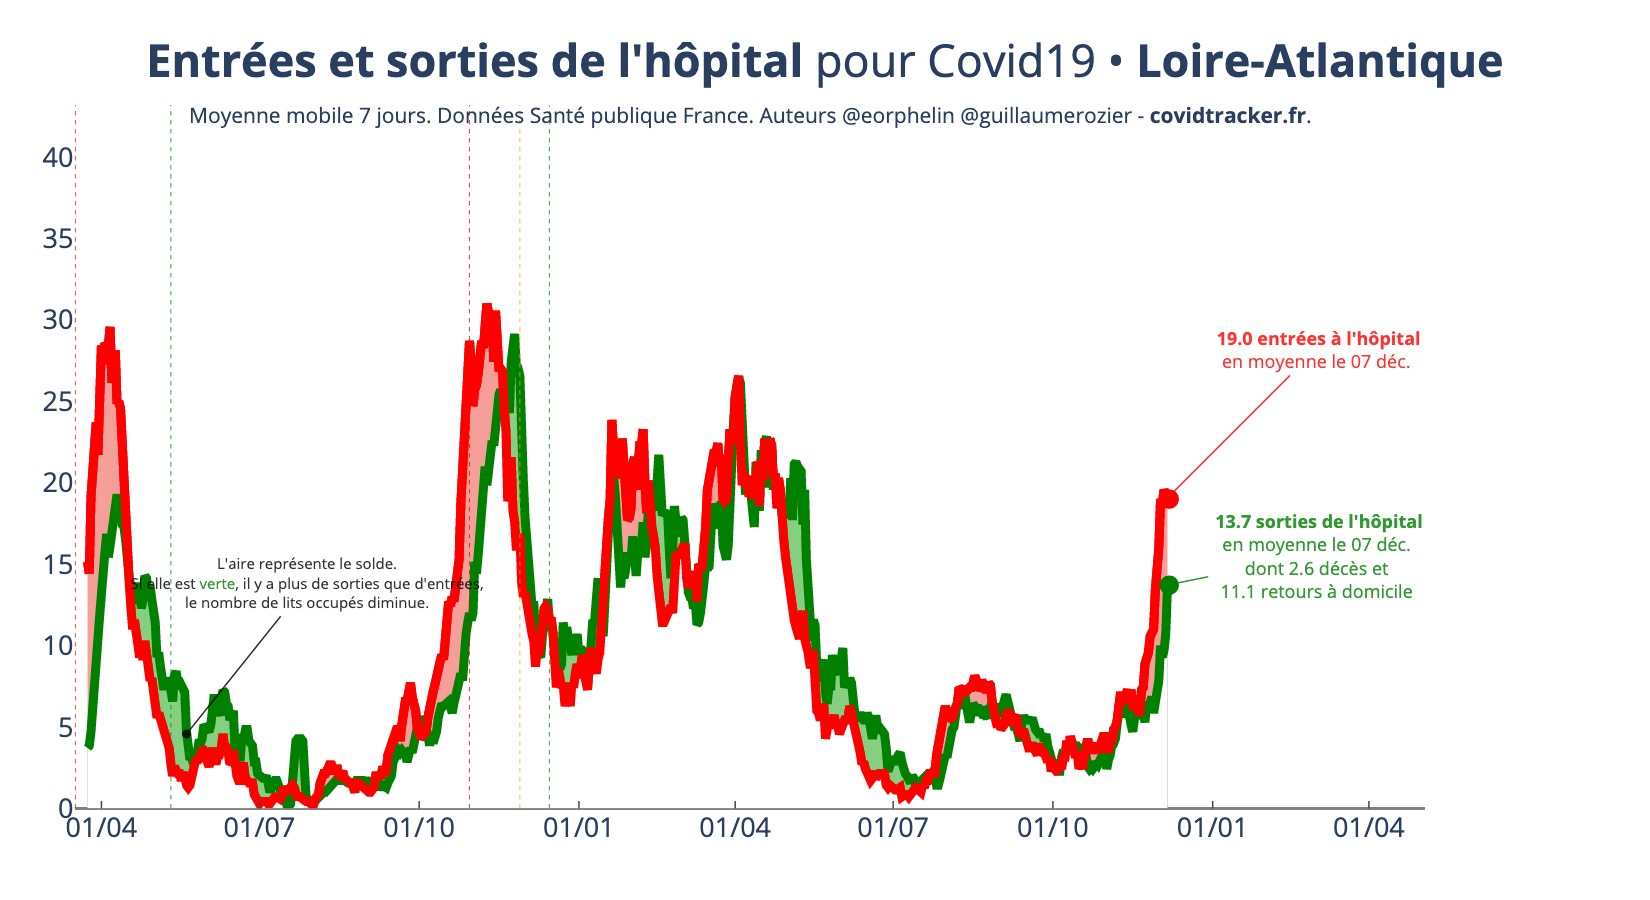 Entrées et sorties de l'hôpital pour Covid19 • Loire-Atlantique
Moyenne mobile 7 jours. Données Santé publique France. Auteurs @eorphelin @guillaumerozier - covidtracker.fr.
40
35
30
25
20
15
10
5
0
19.0 entrées à l'hôpital
en moyenne le 07 déc.
13.7 sorties de l'hôpital
en moyenne le 07 déc.
dont 2.6 décès et
11.1 retours à domicile
L'aire représente le solde.
Si elle est verte, il y a plus de sorties que d'entrées,
le nombre de lits occupés diminue.
01/04 01/07 01/10 01/01 01/04 01/07 01/10 01/01 01/04